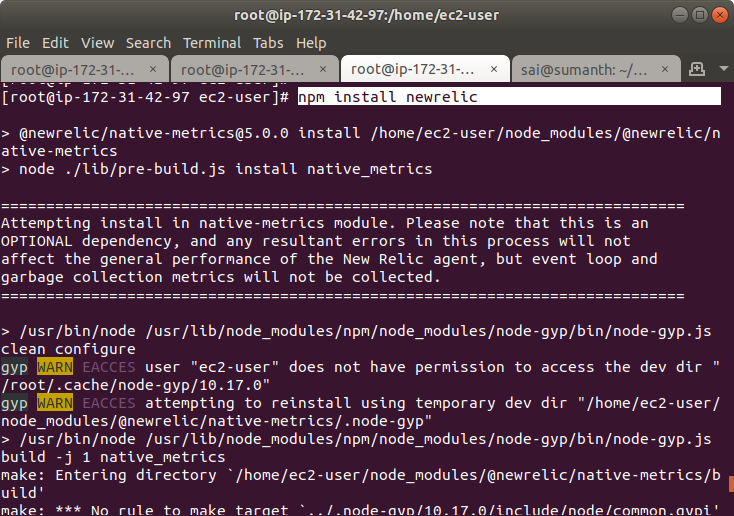 root@ip-172-31-42-97:/home/ec2-user
File Edit View Search Terminal Tabs Help
root@ip-172-31-... × root@ip-172-31-... × root@ip-172-31-... × sai@sumanth: ~/... ×
[root@ip-172-31-42-97 ec2-user]#
[root@ip-172-31-42-97 ec2-user]# npm install newrelic
> @newrelic/native-metrics@5.0.0 install /home/ec2-user/node_modules/@newrelic/n
ative-metrics
> node ./lib/pre-build.js install native_metrics
============================================================================
Attempting install in native-metrics module. Please note that this is an
OPTIONAL dependency, and any resultant errors in this process will not
affect the general performance of the New Relic agent, but event loop and
garbage collection metrics will not be collected.
============================================================================
> /usr/bin/node /usr/lib/node_modules/npm/node_modules/node-gyp/bin/node-gyp.js
clean configure
gyp WARN EACCES user "ec2-user" does not have permission to access the dev dir "
/root/.cache/node-gyp/10.17.0"
gyp WARN EACCES attempting to reinstall using temporary dev dir "/home/ec2-user/
node_modules/@newrelic/native-metrics/.node-gyp"
> /usr/bin/node /usr/lib/node_modules/npm/node_modules/node-gyp/bin/node-gyp.js
build -j 1 native_metrics
make: Entering directory `/home/ec2-user/node_modules/@newrelic/native-metrics/b
uild'
make: *** No rule to make target `../.node-gyp/10.17.0/include/node/common.gypi'